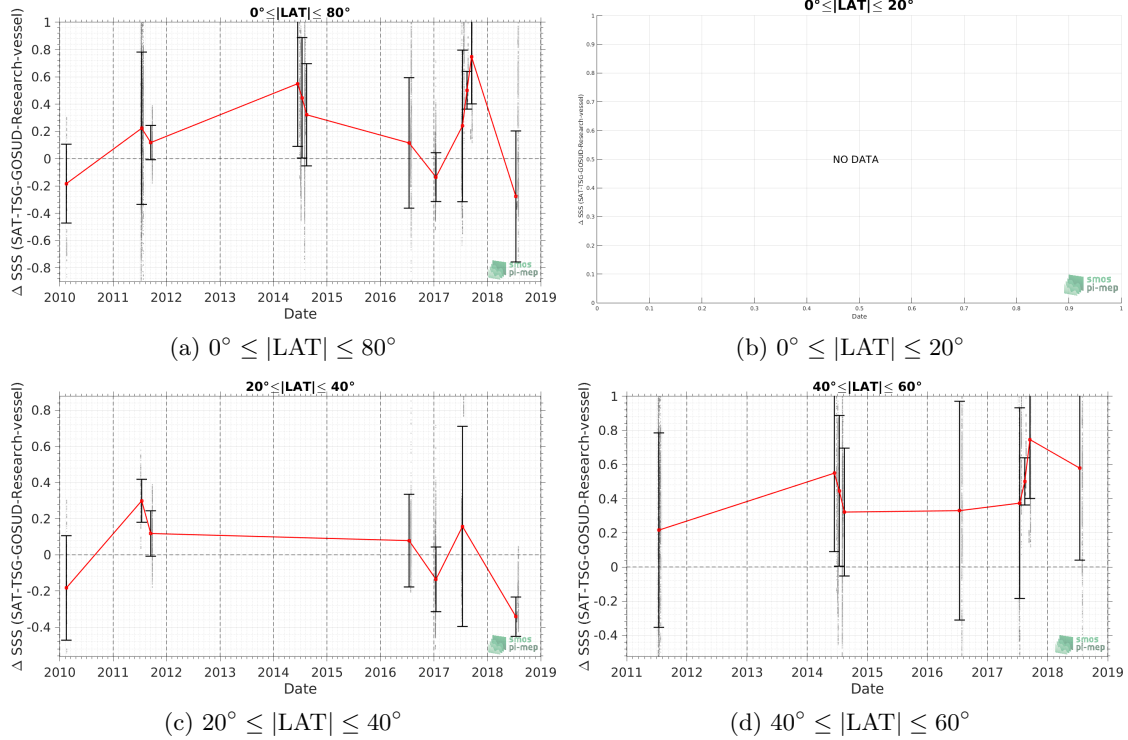 0°≤|LAT|≤ 80°
Δ SSS (SAT-TSG-GOSUD-Research-vessel)
1
0.8
0.6
0.4
0.2
0
-0.2
-0.4
-0.6
-0.8
2010 2011 2012 2013 2014 2015 2016 2017 2018 2019
Date
smos
pi-mep
(a) 0° ≤ |LAT| ≤ 80°
0°≤|LAT|≤ 20°
Δ SSS (SAT-TSG-GOSUD-Research-vessel)
1
0.9
0.8
0.7
0.6
0.5
0.4
0.3
0.2
0.1
0
NO DATA
0 0.1 0.2 0.3 0.4 0.5 0.6 0.7 0.8 0.9 1
Date
smos
pi-mep
(b) 0° ≤ |LAT| ≤ 20°
20°≤|LAT|≤ 40°
Δ SSS (SAT-TSG-GOSUD-Research-vessel)
0.8
0.6
0.4
0.2
0
-0.2
-0.4
2010 2011 2012 2013 2014 2015 2016 2017 2018 2019
Date
smos
pi-mep
(c) 20° ≤ |LAT| ≤ 40°
40°≤|LAT|≤ 60°
Δ SSS (SAT-TSG-GOSUD-Research-vessel)
1
0.8
0.6
0.4
0.2
0
-0.2
-0.4
2011 2012 2013 2014 2015 2016 2017 2018 2019
Date
smos
pi-mep
(d) 40° ≤ |LAT| ≤ 60°